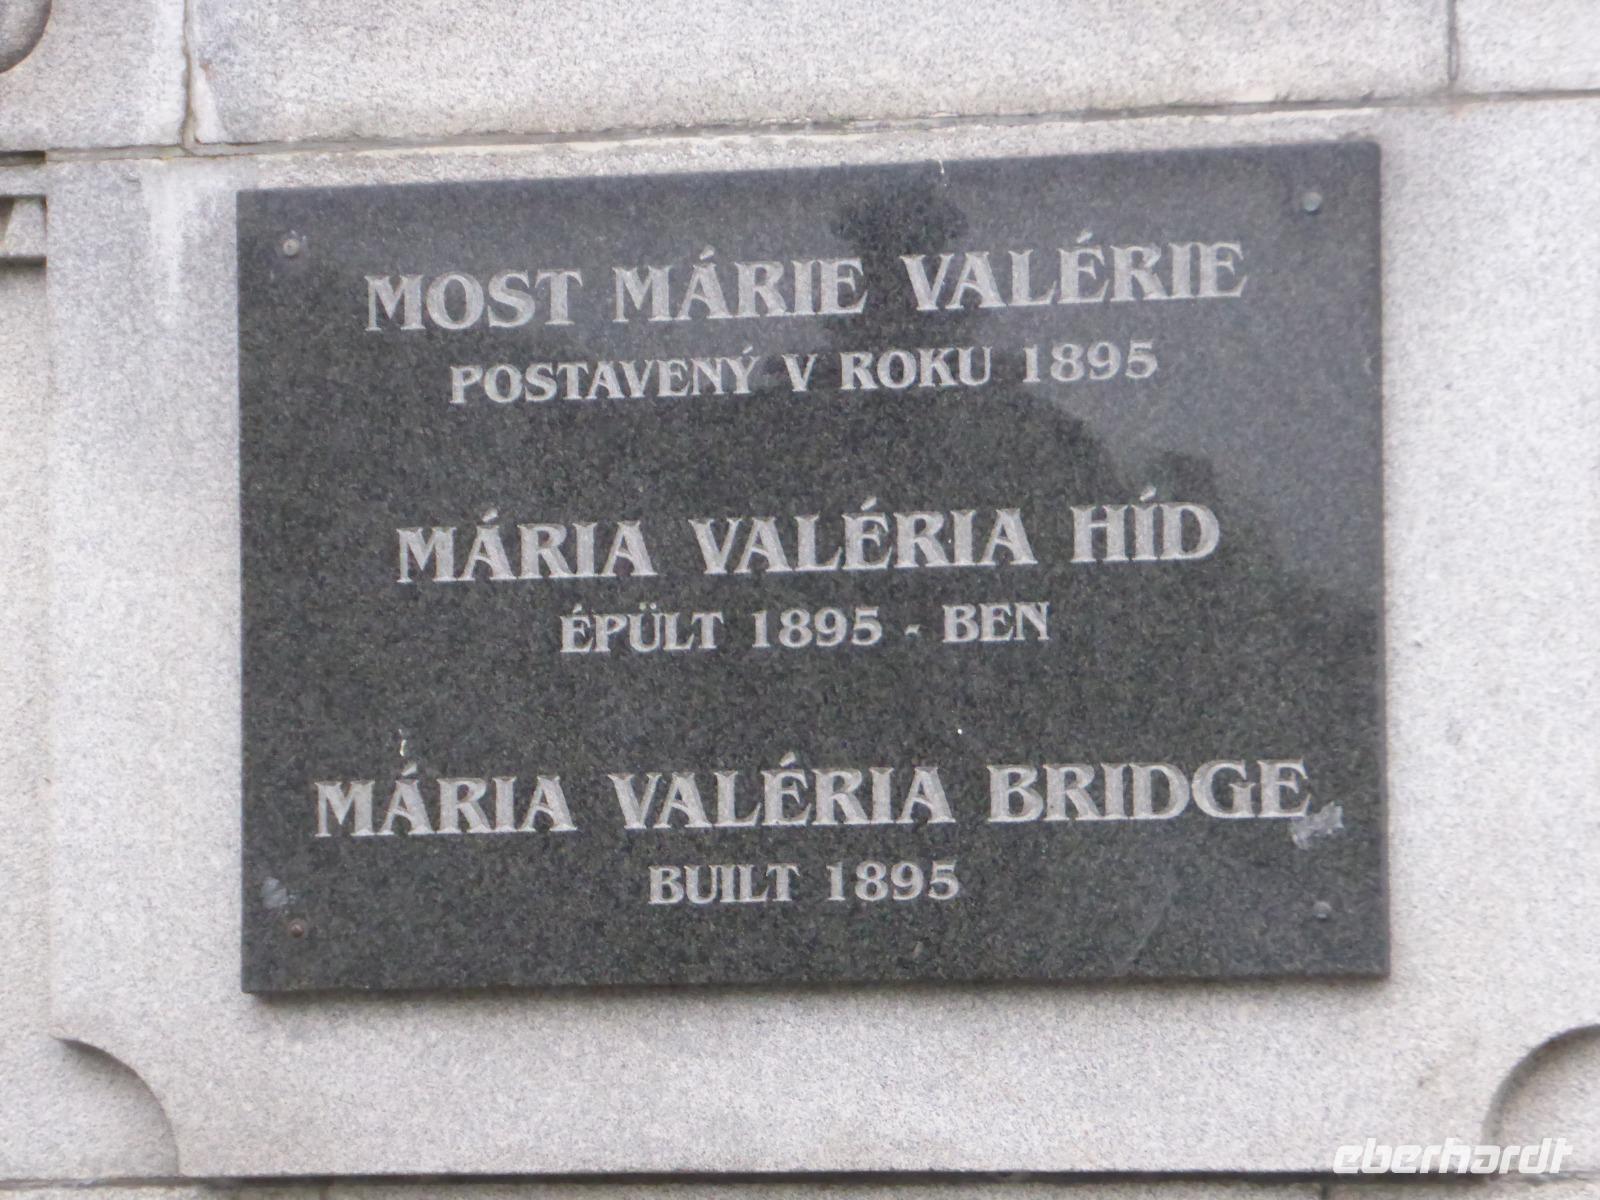 MOST MÁRIE VALÉRIE
POSTAVENÝ V ROKU 1895
MÁRIA VALÉRIA HÍD
ÉPÜLT 1895 - BEN
MÁRIA VALÉRIA BRIDGE
BUILT 1895
eberhardt